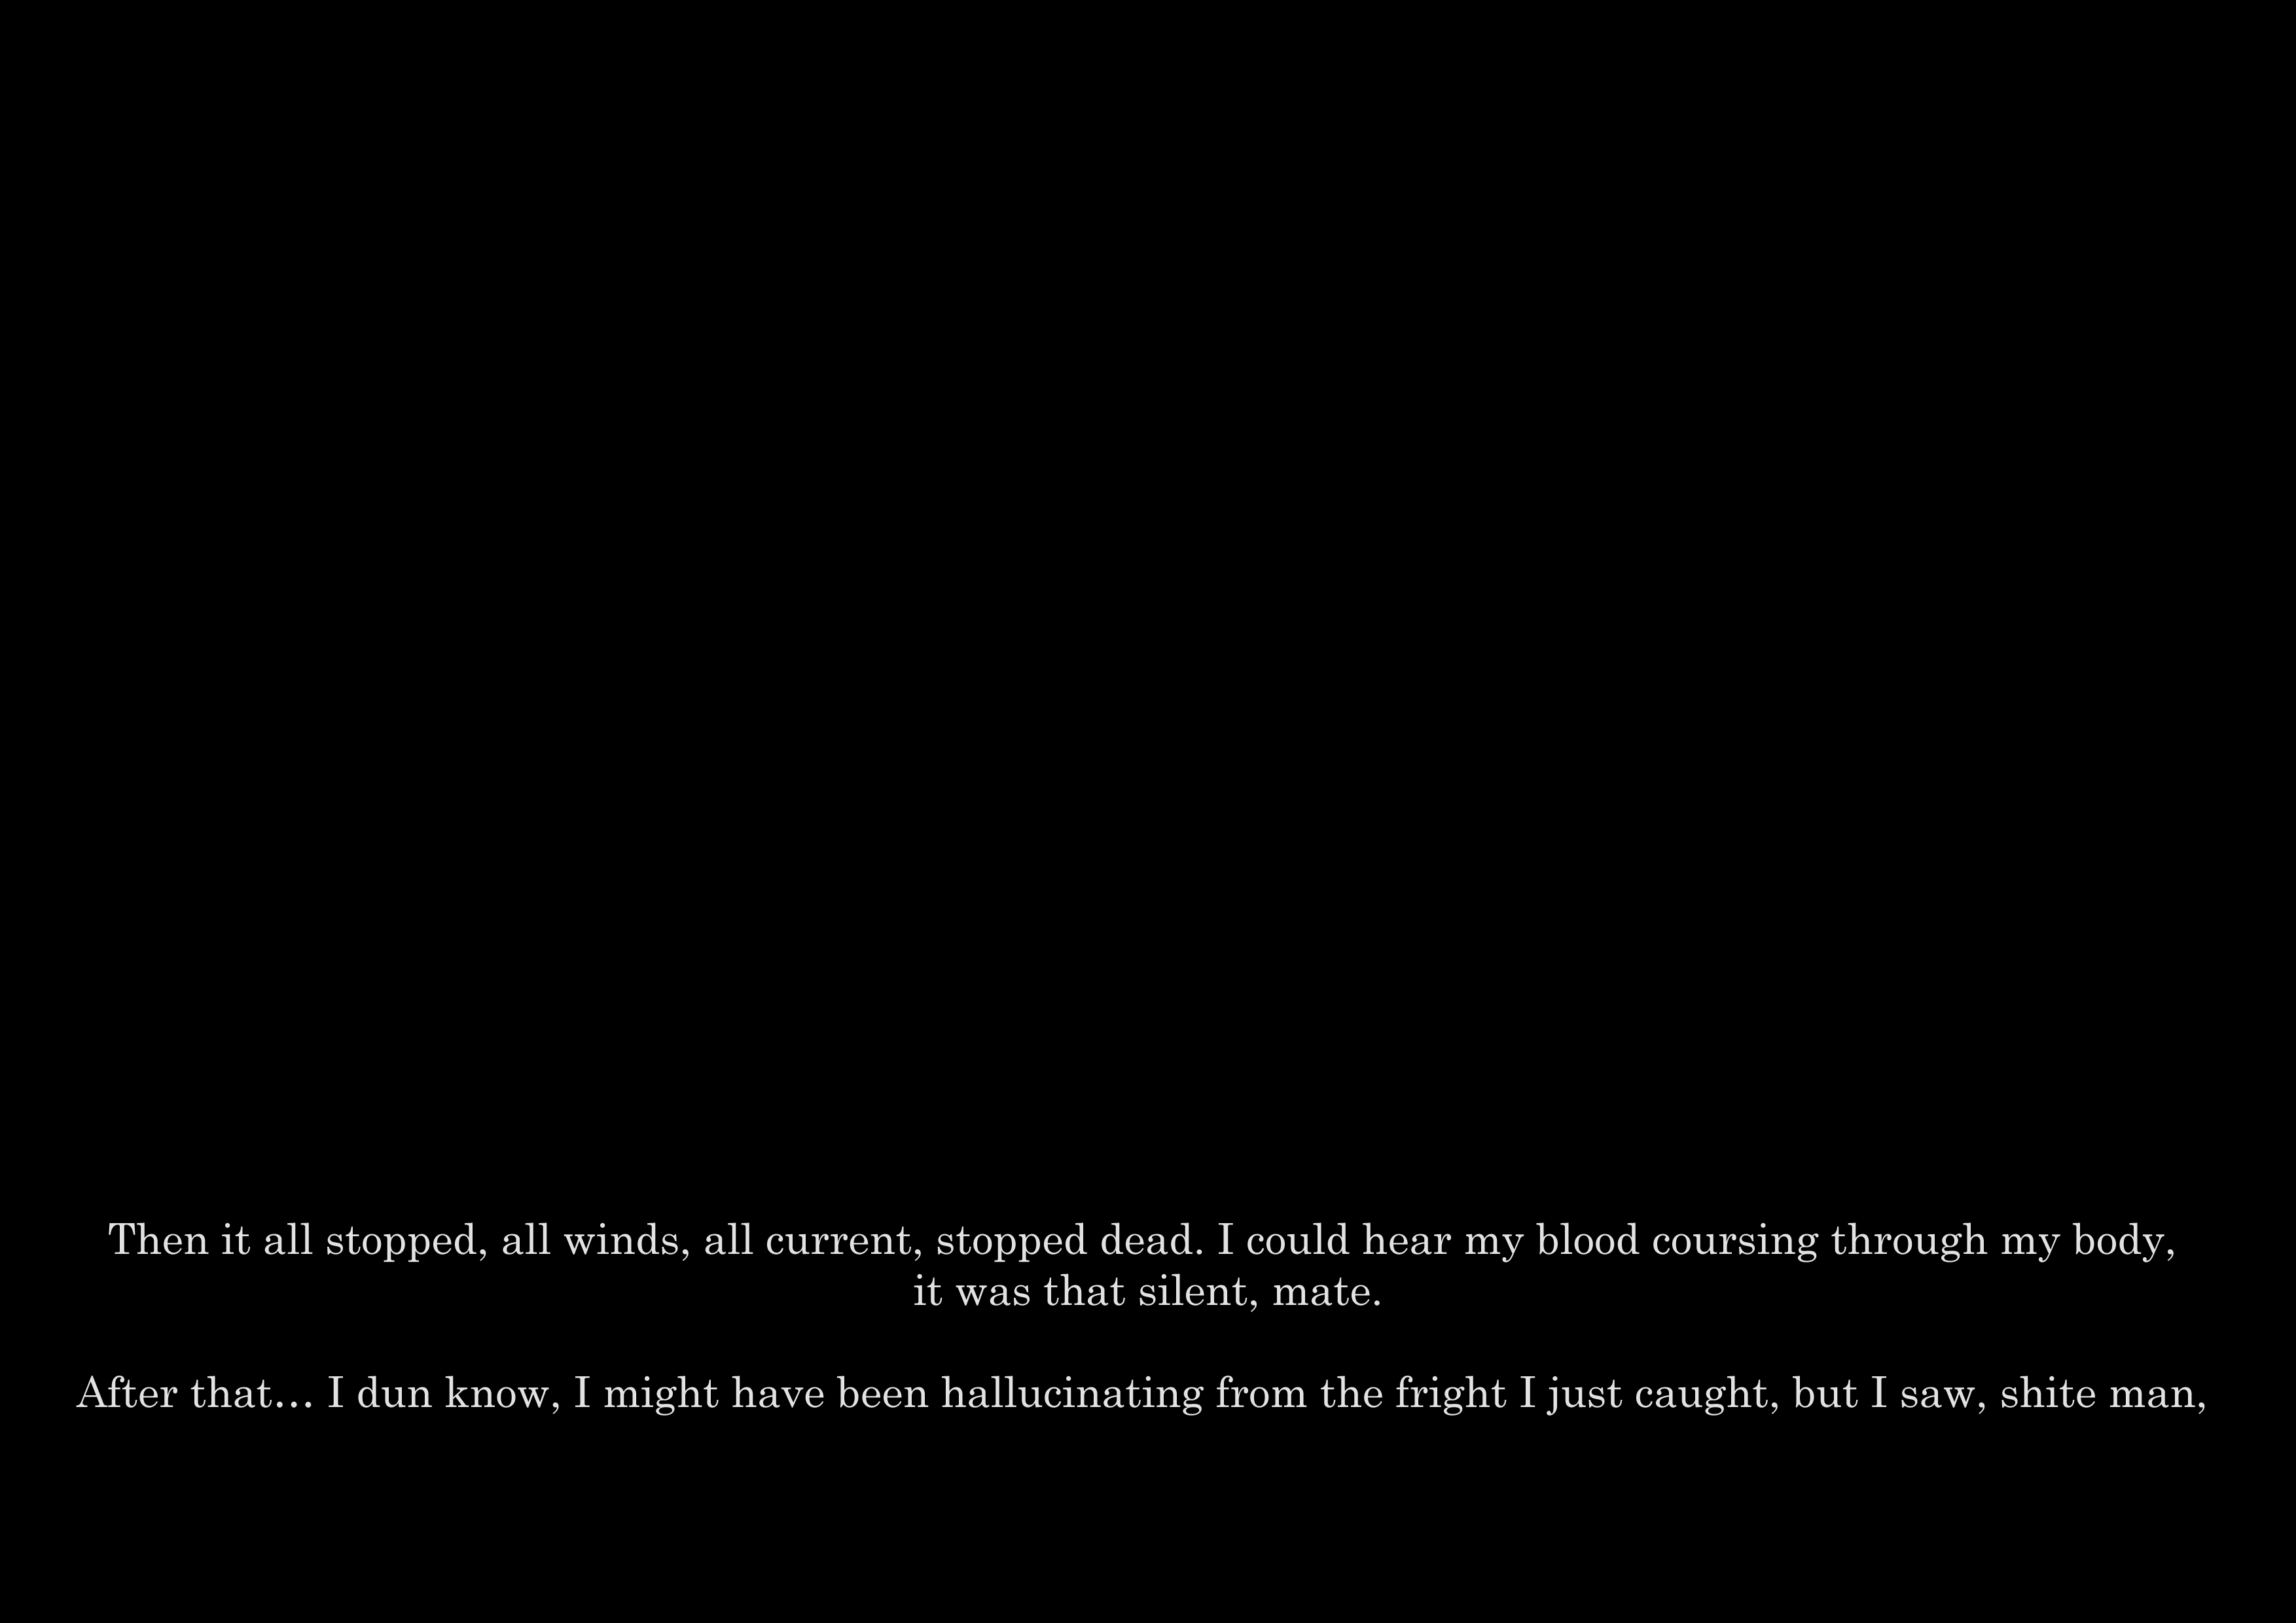 Then it all stopped, all winds, all current, stopped dead. I could hear my blood coursing through my body,
it was that silent, mate.
After that... I dun know, I might have been hallucinating from the fright I just caught, but I saw, shite man,